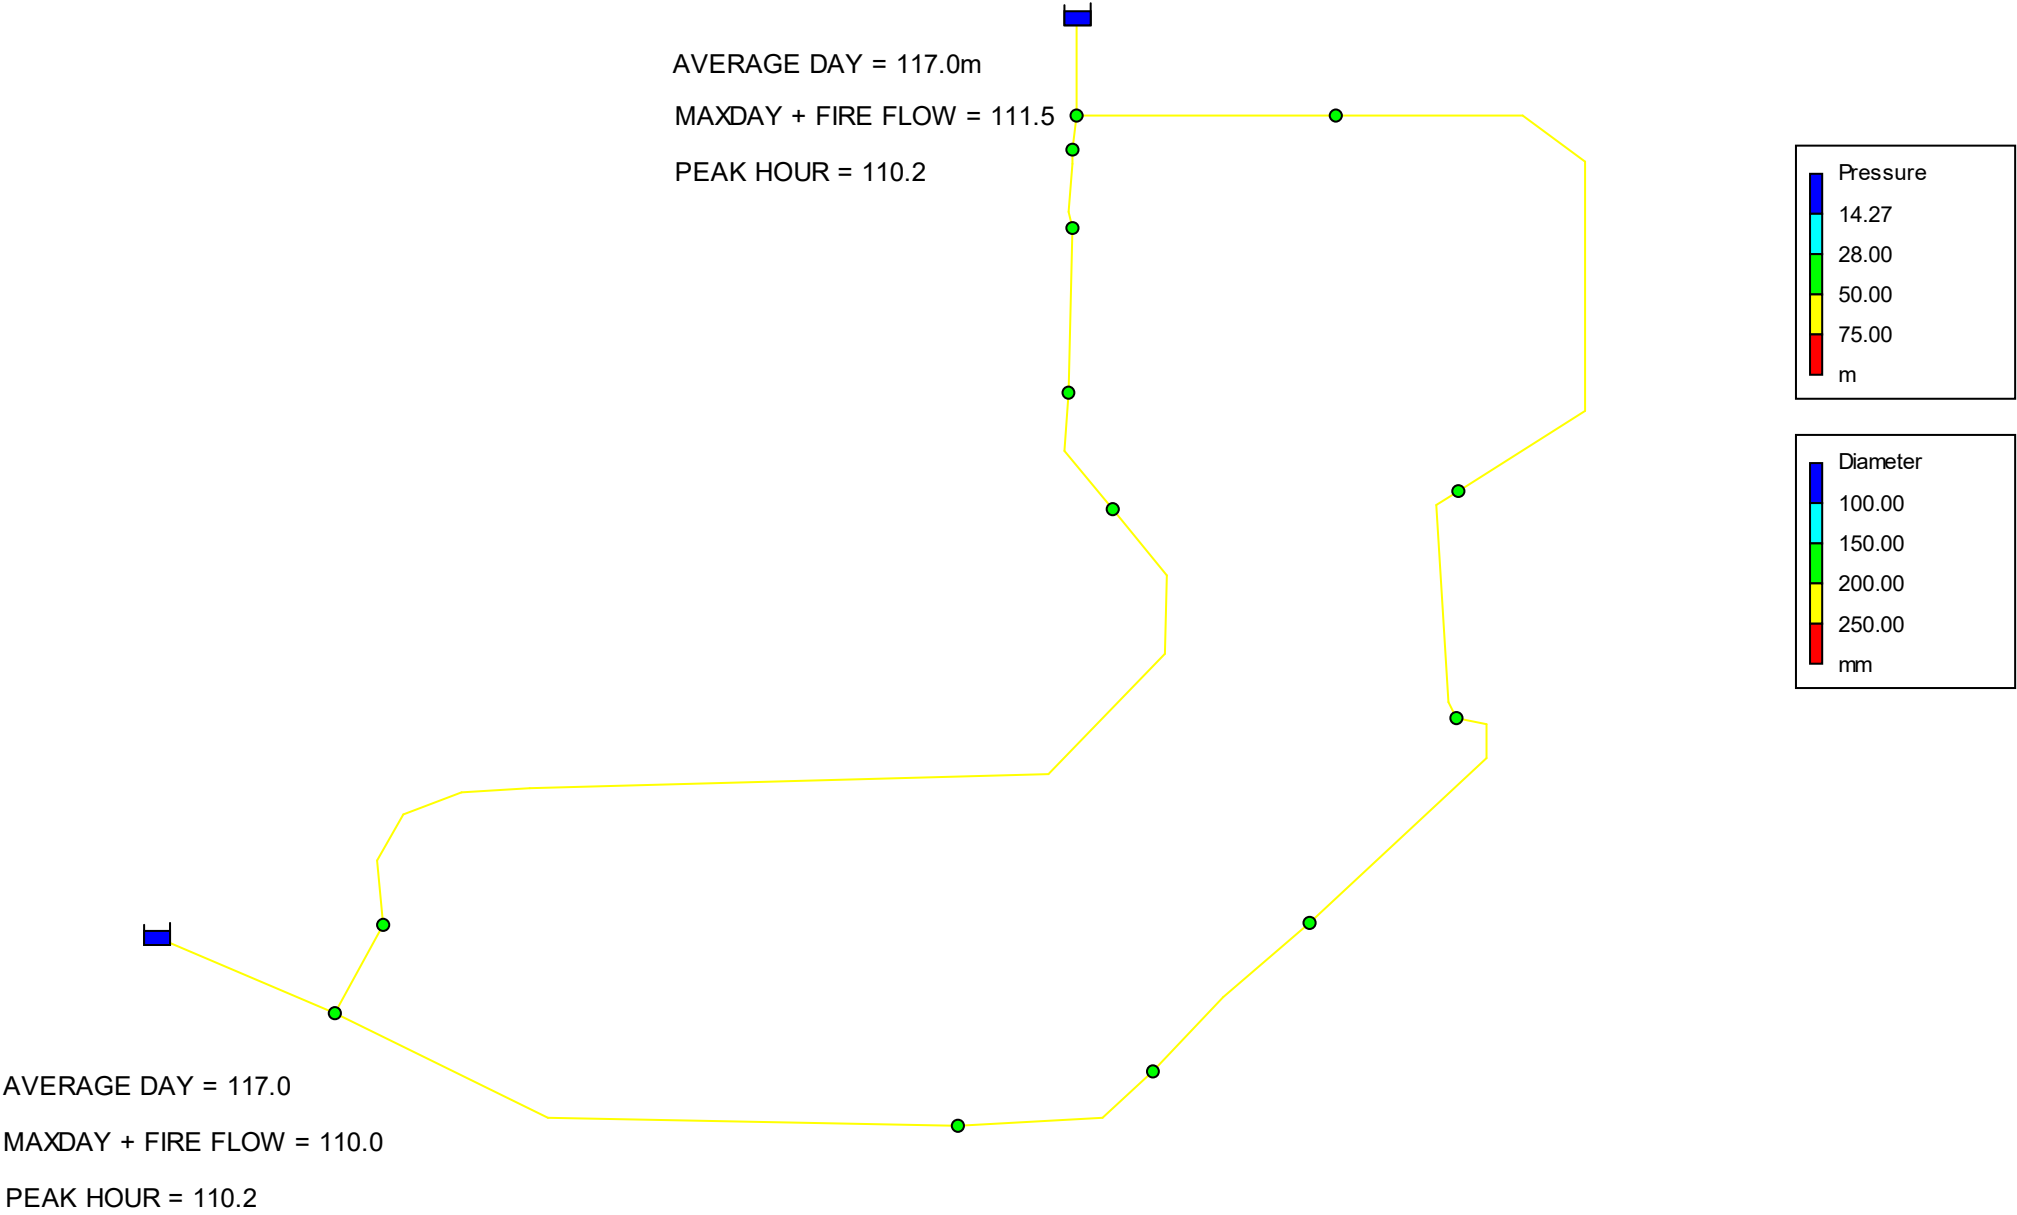 AVERAGE DAY = 117.0m
MAXDAY + FIRE FLOW = 111.5
PEAK HOUR = 110.2
Pressure
14.27
28.00
50.00
75.00
m
Diameter
100.00
150.00
200.00
250.00
mm
AVERAGE DAY = 117.0
MAXDAY + FIRE FLOW = 110.0
PEAK HOUR = 110.2